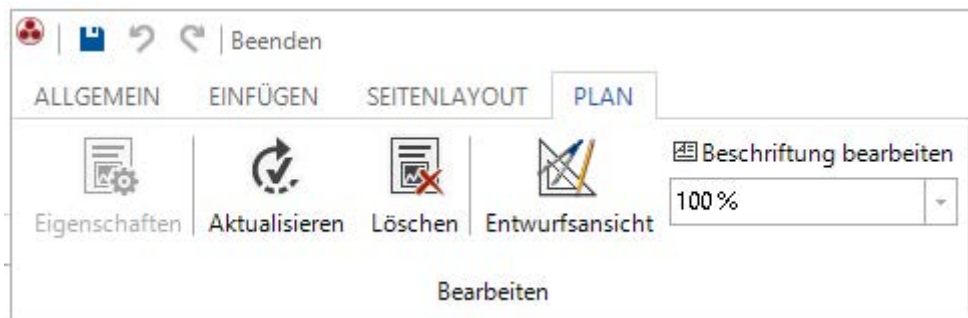 Beenden
ALLGEMEIN EINFÜGEN SEITENLAYOUT PLAN
Beschriftung bearbeiten
100 %
Eigenschaften Aktualisieren Löschen Entwurfsansicht
Bearbeiten